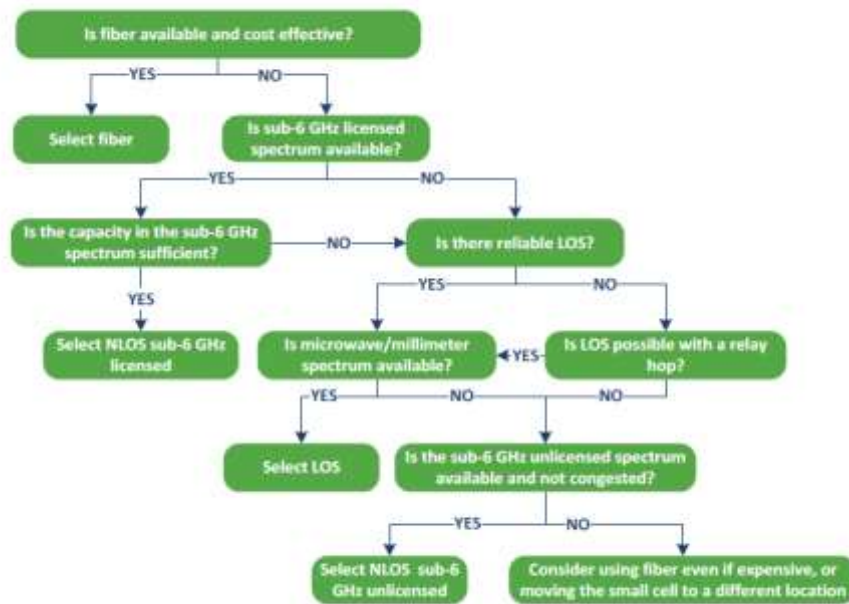 Is fiber available and cost effective?
YES
NO
Select fiber
Is sub-6 GHz licensed
spectrum available?
YES
NO
Is the capacity in the sub-6 GHz
spectrum sufficient?
NO
Is there reliable LOS?
YES
YES
NO
Select NLOS sub-6 GHz
licensed
Is microwave/millimeter
spectrum available?
YES
Is LOS possible with a relay
hop?
YES
NO
NO
Select LOS
Is the sub-6 GHz unlicensed spectrum
available and not congested?
YES
NO
Select NLOS sub-6
GHz unlicensed
Consider using fiber even if expensive, or
moving the small cell to a different location